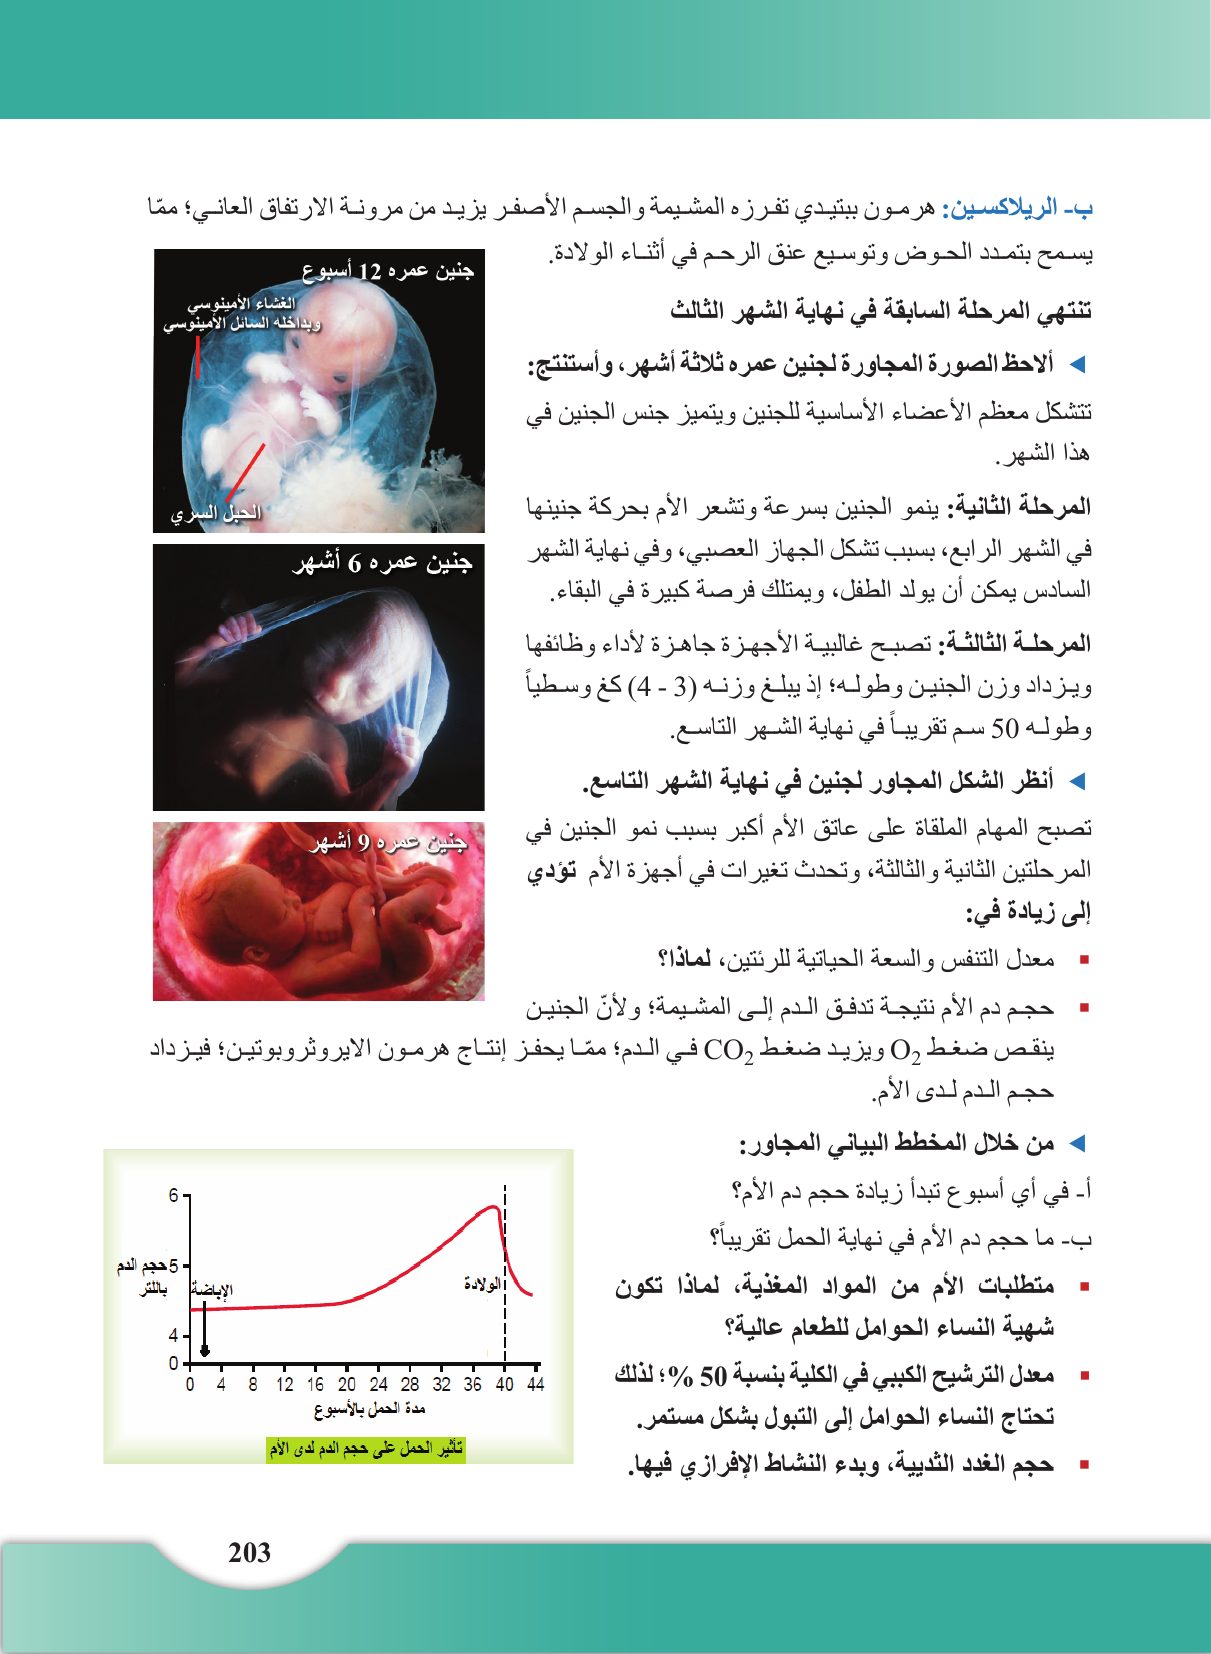 ب- الريلاكسين: هرمون ببتيدي تفرزه المشيمة والجسم الأصفر يزيد من مرونة الارتفاق العاني؛ ممّا
يسمح بتمدد الحوض وتوسيع عنق الرحم في أثناء الولادة.
تنتهي المرحلة السابقة في نهاية الشهر الثالث
ألاحظ الصورة المجاورة لجنين عمره ثلاثة أشهر، وأستنتج:
تتشكل معظم الأعضاء الأساسية للجنين ويتميز جنس الجنين في
هذا الشهر.
المرحلة الثانية: ينمو الجنين بسرعة وتشعر الأم بحركة جنينها
في الشهر الرابع، بسبب تشكل الجهاز العصبي، وفي نهاية الشهر
السادس يمكن أن يولد الطفل، ويمتلك فرصة كبيرة في البقاء.
المرحلة الثالثة: تصبح غالبية الأجهزة جاهزة لأداء وظائفها
ويزداد وزن الجنين وطوله؛ إذ يبلغ وزنه (3 - 4) كغ وسطياً
وطوله 50 سم تقريباً في نهاية الشهر التاسع.
أنظر الشكل المجاور لجنين في نهاية الشهر التاسع.
تصبح المهام الملقاة على عاتق الأم أكبر بسبب نمو الجنين في
المرحلتين الثانية والثالثة، وتحدث تغيرات في أجهزة الأم تؤدي
إلى زيادة في:
▪ معدل التنفس والسعة الحياتية للرئتين، لماذا؟
▪ حجم دم الأم نتيجة تدفق الدم إلى المشيمة؛ ولأنّ الجنين
ينقص ضغط O₂ ويزيد ضغط CO₂ في الدم؛ ممّا يحفز إنتاج هرمون الايروثروبوتين؛ فيزداد
حجم الدم لدى الأم.
من خلال المخطط البياني المجاور:
أ- في أي أسبوع تبدأ زيادة حجم دم الأم؟
ب- ما حجم دم الأم في نهاية الحمل تقريباً؟
▪ متطلبات الأم من المواد المغذية، لماذا تكون
شهية النساء الحوامل للطعام عالية؟
▪ معدل الترشيح الكببي في الكلية بنسبة 50 %؛ لذلك
تحتاج النساء الحوامل إلى التبول بشكل مستمر.
▪ حجم الغدد الثديية، وبدء النشاط الإفرازي فيها.
جنين عمره 12 أسبوع
الغشاء الأمينوسي
وبداخله السائل الأمينوسي
الحبل السري
جنين عمره 6 أشهر
جنين عمره 9 أشهر
6
5
4
0
حجم الدم
باللتر
الإباضة
الولادة
0 4 8 12 16 20 24 28 32 36 40 44
مدة الحمل بالأسبوع
تأثير الحمل على حجم الدم لدى الأم
203